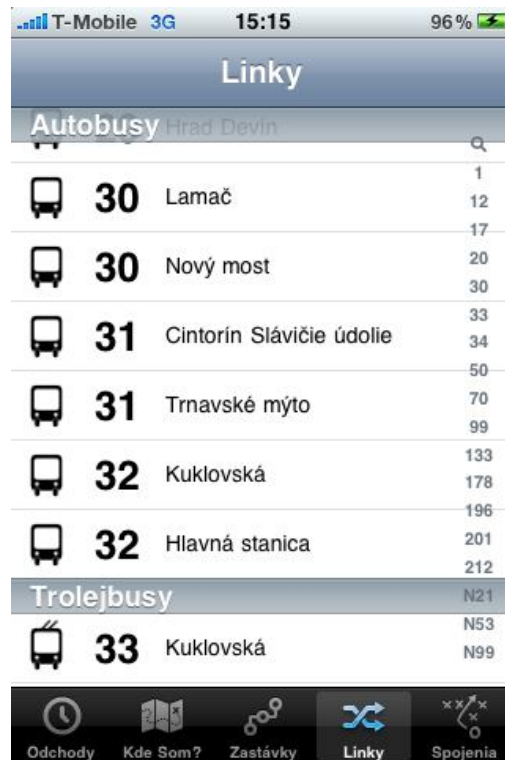 T-Mobile 3G 15:15 96 %
Linky
Autobusy
Hrad Devín
30 Lamač
30 Nový most
31 Cintorín Slávičie údolie
31 Trnavské mýto
32 Kuklovská
32 Hlavná stanica
Trolejbusy
33 Kuklovská
1
12
17
20
30
33
34
50
70
99
133
178
196
201
212
N21
N53
N99
Odchody Kde Som? Zastávky Linky Spojenia